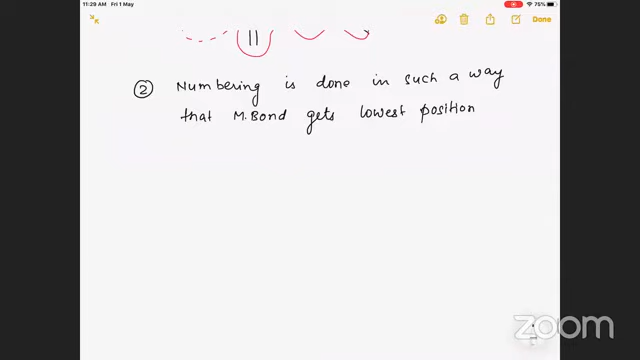 11:29 AM Fri 1 May
75%
Done
② Numbering is done in such a way
that M.Bond gets lowest position
zoom